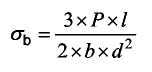 σb = 3 × P × l / 2 × b × d²